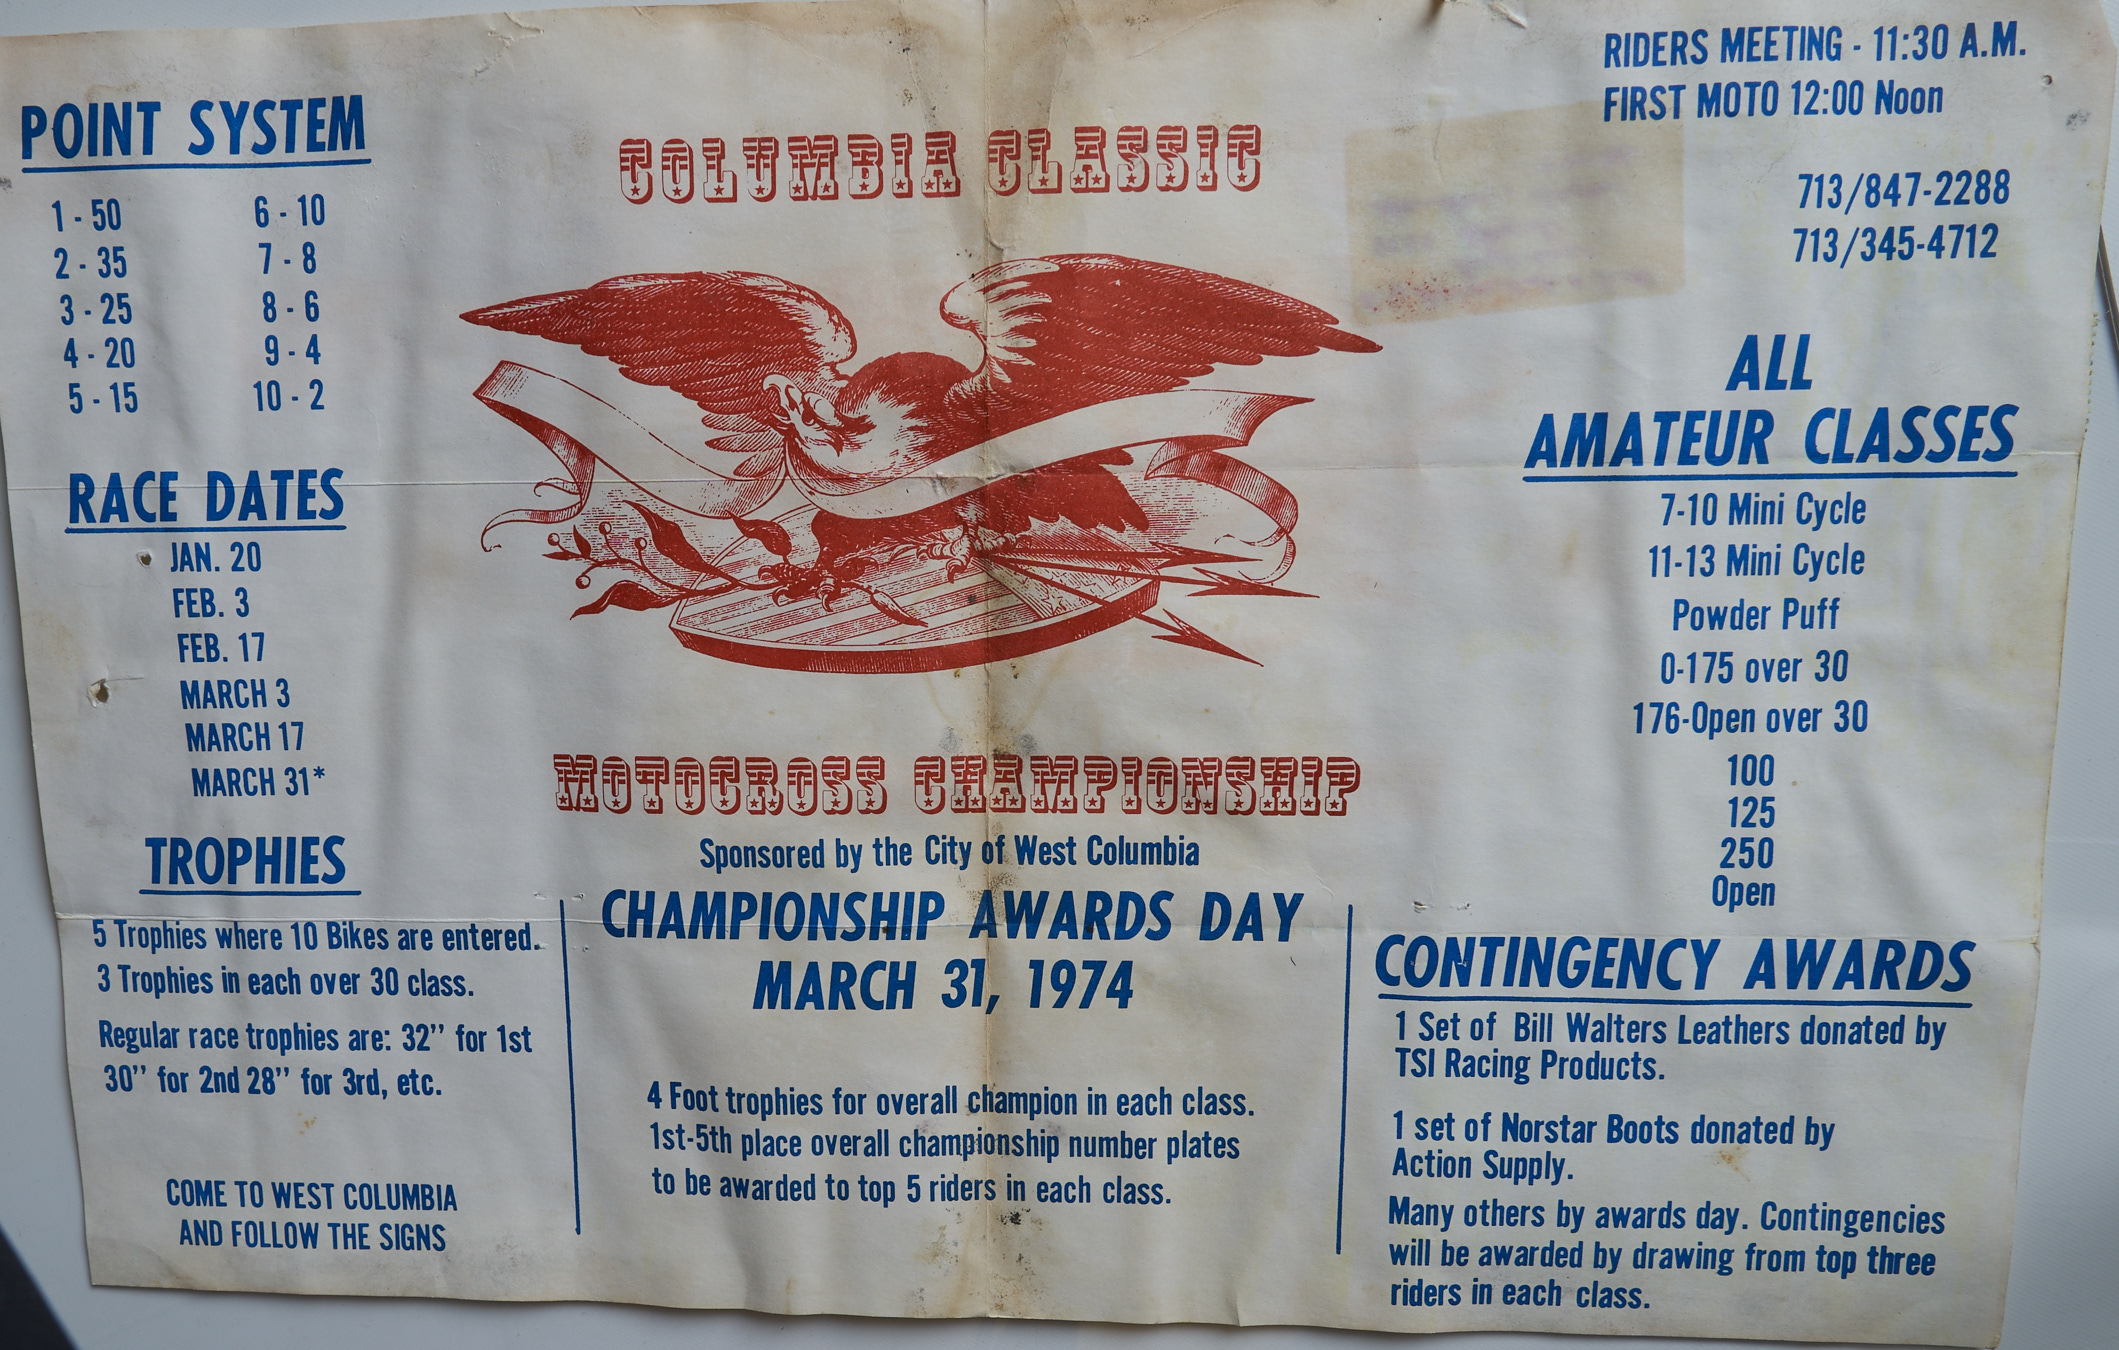 POINT SYSTEM
1 - 50
2 - 35
3 - 25
4 - 20
5 - 15
6 - 10
7 - 8
8 - 6
9 - 4
10 - 2
RACE DATES
JAN. 20
FEB. 3
FEB. 17
MARCH 3
MARCH 17
MARCH 31*
TROPHIES
5 Trophies where 10 Bikes are entered.
3 Trophies in each over 30 class.
Regular race trophies are: 32" for 1st
30" for 2nd 28" for 3rd, etc.
COME TO WEST COLUMBIA
AND FOLLOW THE SIGNS
COLUMBIA CLASSIC
MOTOCROSS CHAMPIONSHIP
Sponsored by the City of West Columbia
CHAMPIONSHIP AWARDS DAY
MARCH 31, 1974
4 Foot trophies for overall champion in each class.
1st-5th place overall championship number plates
to be awarded to top 5 riders in each class.
RIDERS MEETING - 11:30 A.M.
FIRST MOTO 12:00 Noon
713/847-2288
713/345-4712
ALL
AMATEUR CLASSES
7-10 Mini Cycle
11-13 Mini Cycle
Powder Puff
0-175 over 30
176-Open over 30
100
125
250
Open
CONTINGENCY AWARDS
1 Set of Bill Walters Leathers donated by
TSI Racing Products.
1 set of Norstar Boots donated by
Action Supply.
Many others by awards day. Contingencies
will be awarded by drawing from top three
riders in each class.